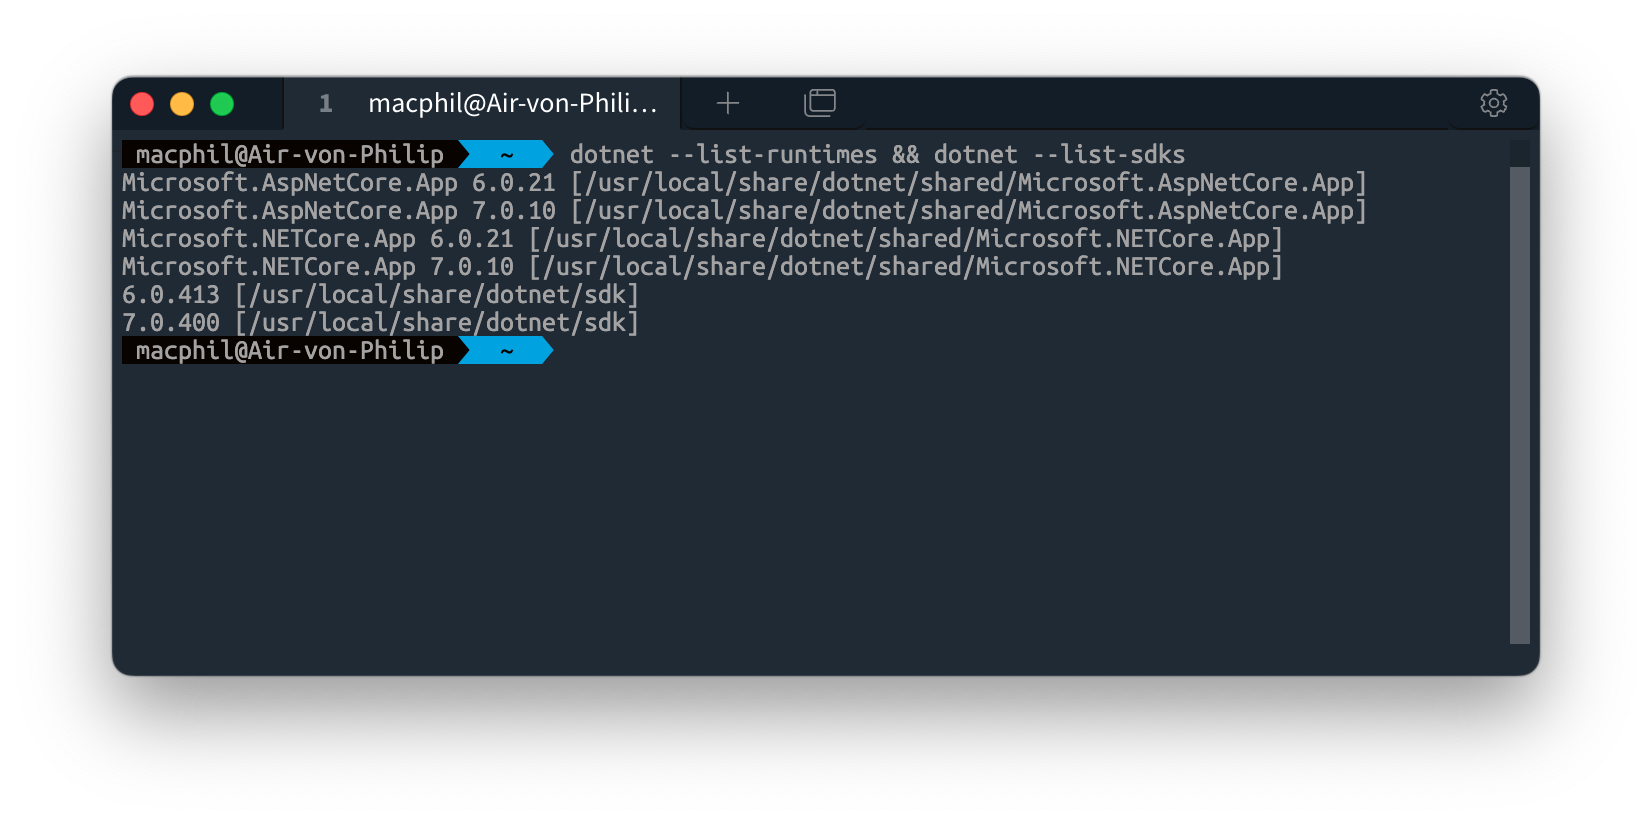 1 macphil@Air-von-Phili...
macphil@Air-von-Philip ~ dotnet --list-runtimes && dotnet --list-sdks
Microsoft.AspNetCore.App 6.0.21 [/usr/local/share/dotnet/shared/Microsoft.AspNetCore.App]
Microsoft.AspNetCore.App 7.0.10 [/usr/local/share/dotnet/shared/Microsoft.AspNetCore.App]
Microsoft.NETCore.App 6.0.21 [/usr/local/share/dotnet/shared/Microsoft.NETCore.App]
Microsoft.NETCore.App 7.0.10 [/usr/local/share/dotnet/shared/Microsoft.NETCore.App]
6.0.413 [/usr/local/share/dotnet/sdk]
7.0.400 [/usr/local/share/dotnet/sdk]
macphil@Air-von-Philip ~